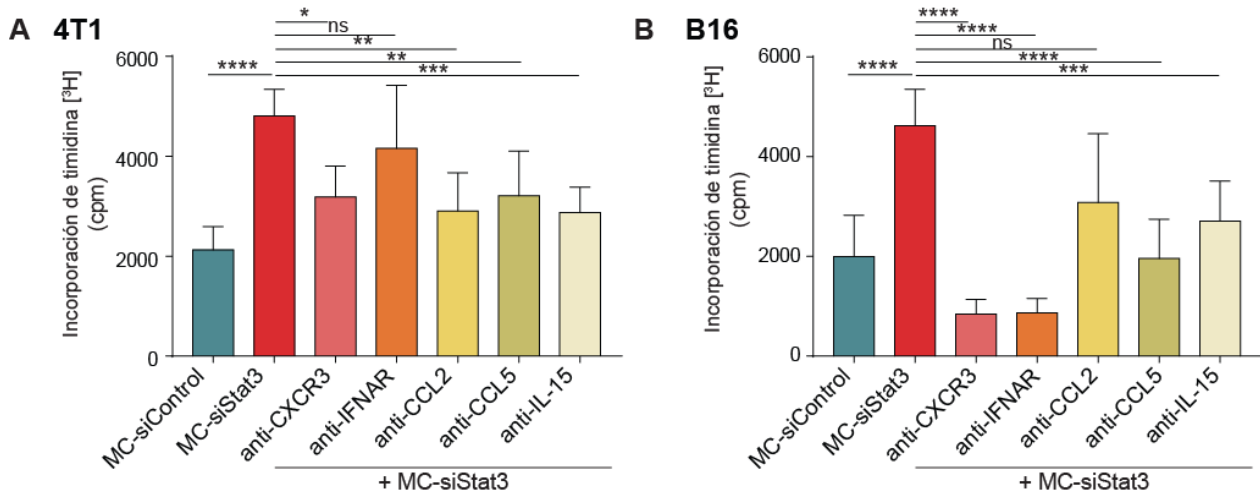 A 4T1
*
ns
**
**
****
***
6000
4000
2000
0
Incorporación de timidina [³H]
(cpm)
MC-siControl
MC-siStat3
anti-CXCR3
anti-IFNAR
anti-CCL2
anti-CCL5
anti-IL-15
+ MC-siStat3
B B16
****
****
ns
****
****
***
6000
4000
2000
0
Incorporación de timidina [³H]
(cpm)
MC-siControl
MC-siStat3
anti-CXCR3
anti-IFNAR
anti-CCL2
anti-CCL5
anti-IL-15
+ MC-siStat3